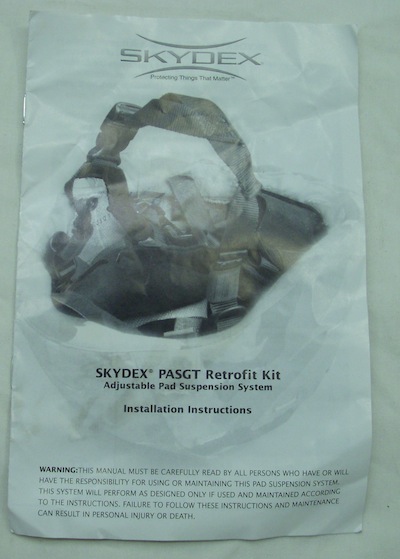 SKYDEX
Protecting Things That Matter™
SKYDEX® PASGT Retrofit Kit
Adjustable Pad Suspension System
Installation Instructions
WARNING:THIS MANUAL MUST BE CAREFULLY READ BY ALL PERSONS WHO HAVE OR WILL
HAVE THE RESPONSIBILITY FOR USING OR MAINTAINING THIS PAD SUSPENSION SYSTEM.
THIS SYSTEM WILL PERFORM AS DESIGNED ONLY IF USED AND MAINTAINED ACCORDING
TO THE INSTRUCTIONS. FAILURE TO FOLLOW THESE INSTRUCTIONS AND MAINTENANCE
CAN RESULT IN PERSONAL INJURY OR DEATH.